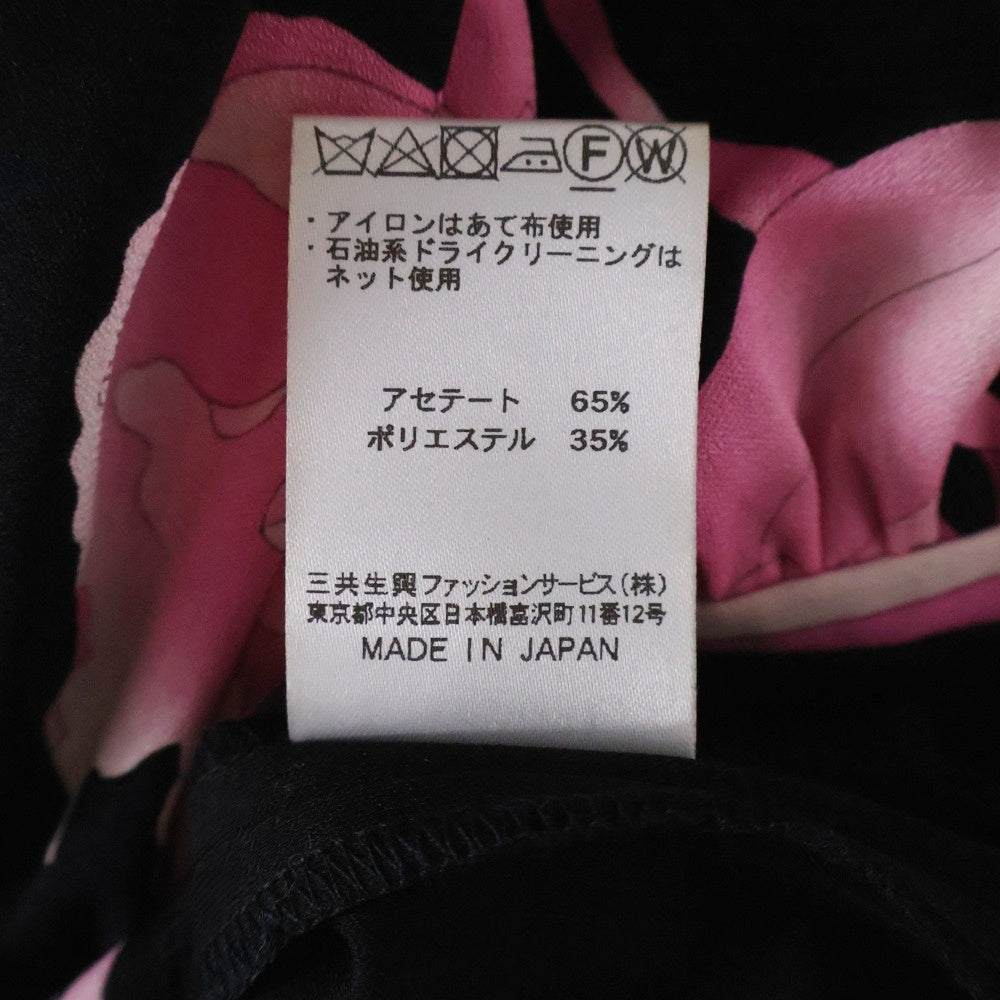 F W
・アイロンはあて布使用
・石油系ドライクリーニングは
ネット使用
アセテート 65%
ポリエステル 35%
三共生興ファッションサービス(株)
東京都中央区日本橋富沢町11番12号
MADE IN JAPAN